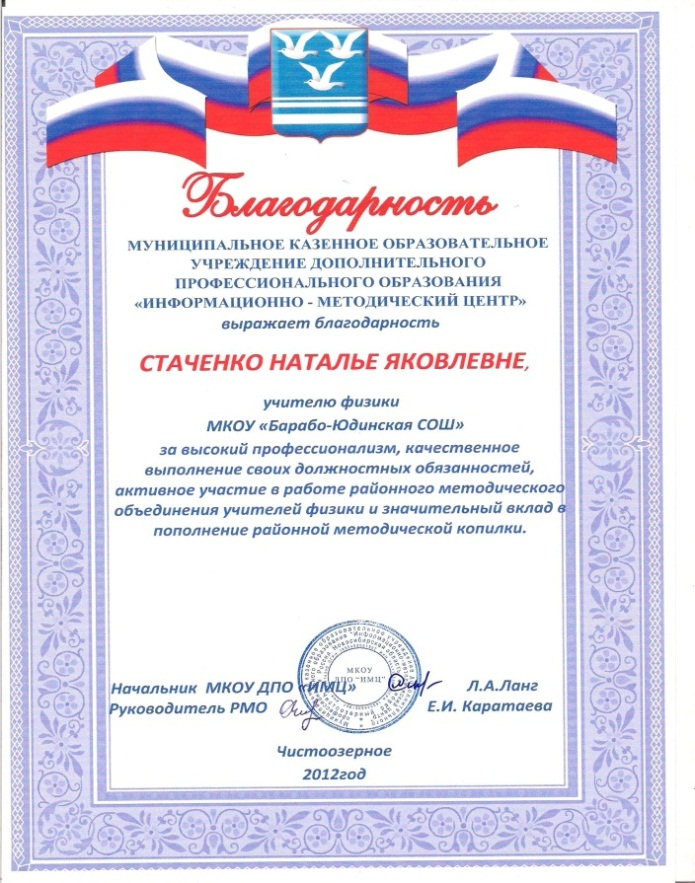 Благодарность
МУНИЦИПАЛЬНОЕ КАЗЕННОЕ ОБРАЗОВАТЕЛЬНОЕ
УЧРЕЖДЕНИЕ ДОПОЛНИТЕЛЬНОГО
ПРОФЕССИОНАЛЬНОГО ОБРАЗОВАНИЯ
«ИНФОРМАЦИОННО - МЕТОДИЧЕСКИЙ ЦЕНТР»
выражает благодарность
СТАЧЕНКО НАТАЛЬЕ ЯКОВЛЕВНЕ,
учителю физики
МКОУ «Барабо-Юдинская СОШ»
за высокий профессионализм, качественное
выполнение своих должностных обязанностей,
активное участие в работе районного методического
объединения учителей физики и значительный вклад в
пополнение районной методической копилки.
МКОУ
ДПО "ИМЦ"
Начальник МКОУ ДПО «ИМЦ» Л.А.Ланг
Руководитель РМО Е.И. Каратаева
Чистоозерное
2012год